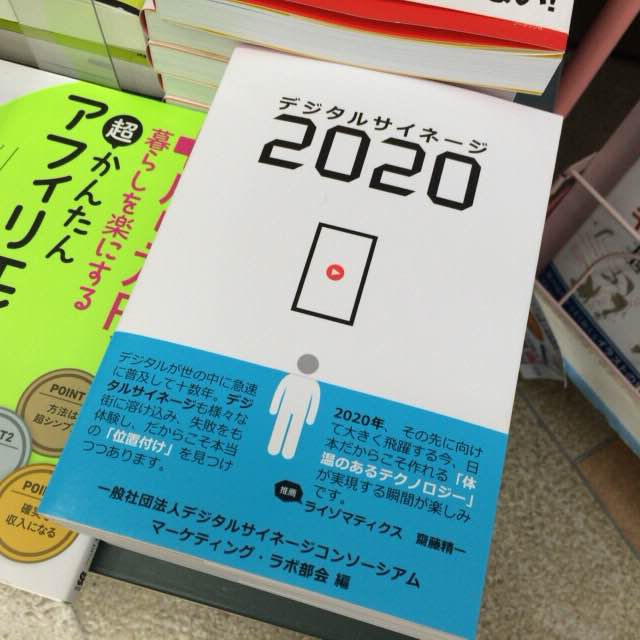 デジタルサイネージ
2020
デジタルが世の中に急速
に普及して十数年。デジ
タルサイネージも様々な
街に溶け込み、失敗をも
体験し、だからこそ本当
の「位置付け」を見つけ
つつあります。
2020年、その先に向け
て大きく飛躍する今、日
本だからこそ作れる「体
温のあるテクノロジー」
が実現する瞬間が楽しみ
です。
推薦
ライゾマティクス 齋藤精一
一般社団法人デジタルサイネージコンソーシアム
マーケティング・ラボ部会 編
暮らしを楽にする
超かんたん
アフィリ
POINT
方法は
超シンプ
POINT
確実
収入になる